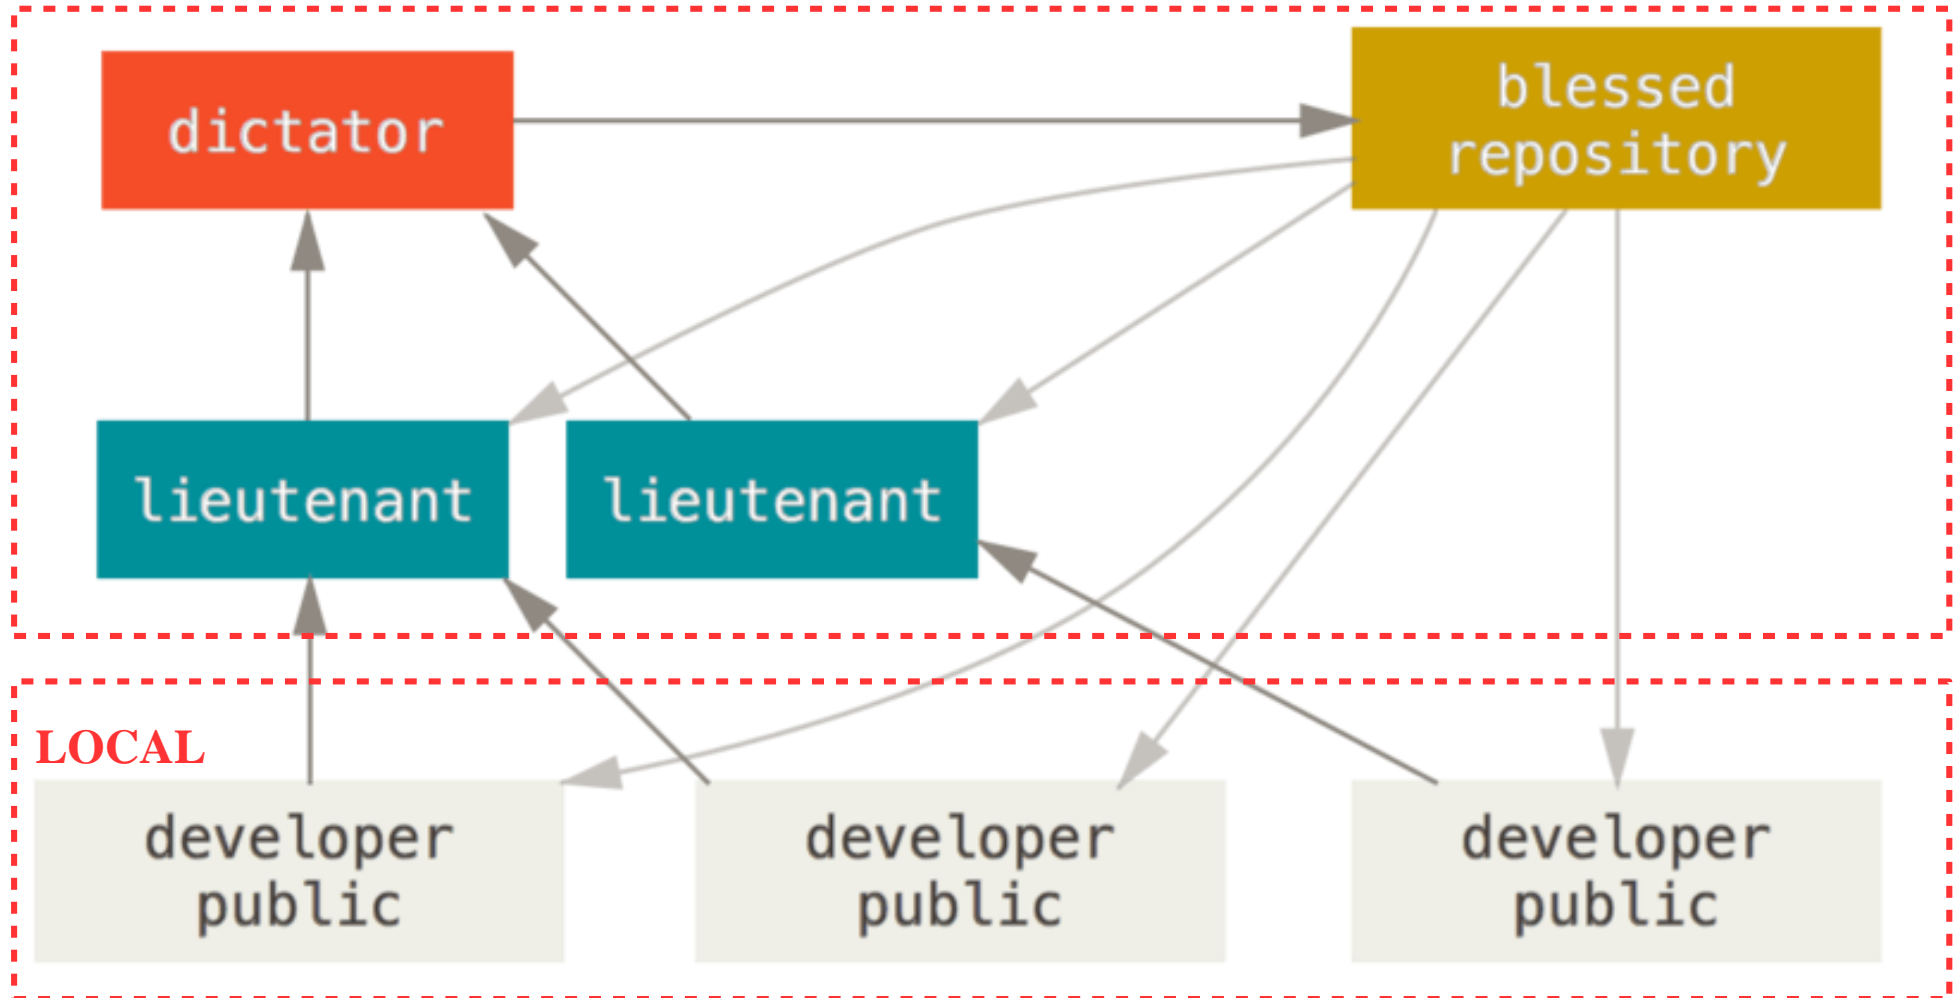 dictator
blessed
repository
lieutenant
lieutenant
LOCAL
developer
public
developer
public
developer
public